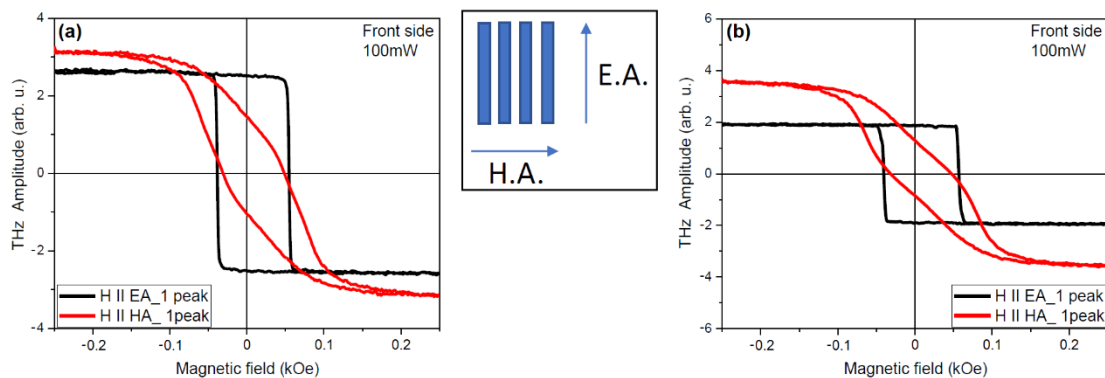 (a)
Front side
100mW
THz Amplitude (arb. u.)
4
2
0
-2
-4
H II EA_1 peak
H II HA_ 1peak
-0.2
-0.1
0
0.1
0.2
Magnetic field (kOe)
E.A.
H.A.
(b)
Front side
100mW
THz Amplitude (arb. u.)
6
4
2
0
-2
-4
-6
H II EA_1 peak
H II HA_ 1peak
-0.2
-0.1
0
0.1
0.2
Magnetic field (kOe)